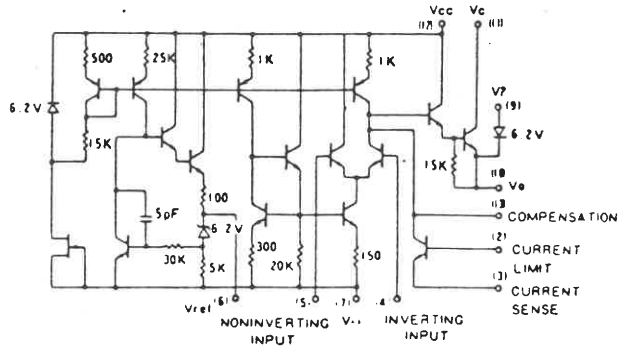 Vcc Vc
(12) (11)
500 25K 1K 1K
VZ
(9)
6.2V 6.2V
15K 15K
(10)
100 Vo
5pF (13)
COMPENSATION
6.2V
(2)
30K 300 20K 150 CURRENT
5K LIMIT
(3)
Vref (6) (5) (7) (4) CURRENT
NONINVERTING V-- INVERTING SENSE
INPUT INPUT